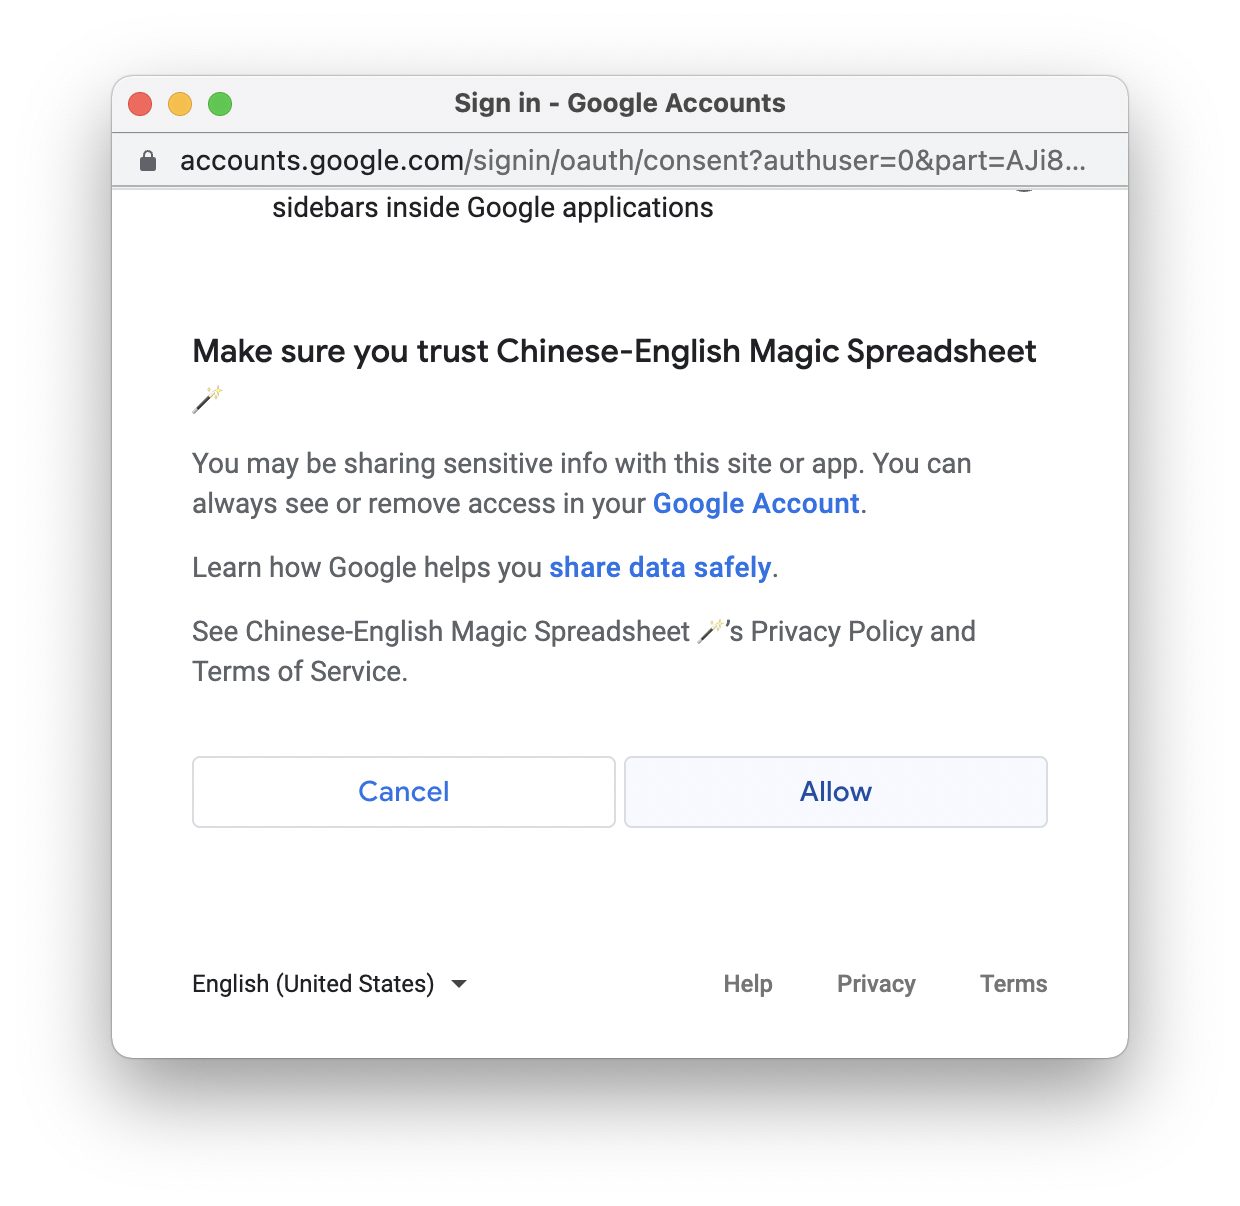 Sign in - Google Accounts
accounts.google.com/signin/oauth/consent?authuser=0&part=AJi8...
sidebars inside Google applications
Make sure you trust Chinese-English Magic Spreadsheet
🪄
You may be sharing sensitive info with this site or app. You can
always see or remove access in your Google Account.
Learn how Google helps you share data safely.
See Chinese-English Magic Spreadsheet 🪄's Privacy Policy and
Terms of Service.
Cancel
Allow
English (United States)
Help
Privacy
Terms